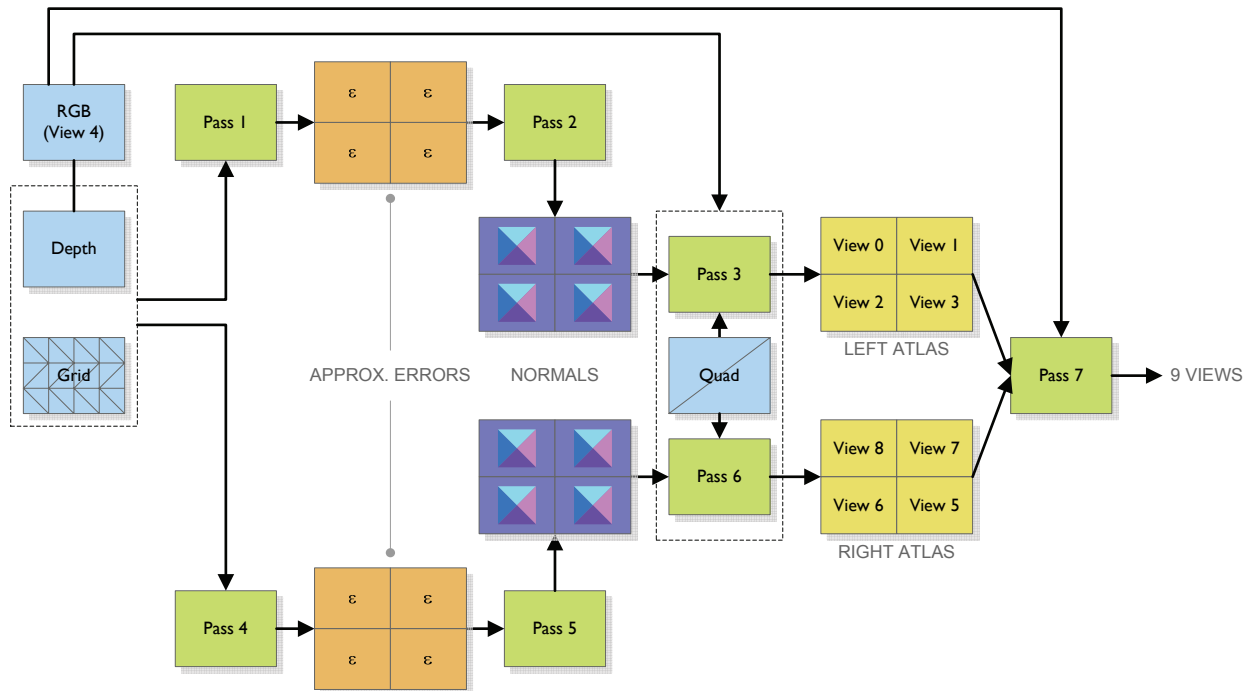 RGB
(View 4)
Pass 1
ε ε
ε ε
Pass 2
Depth
Grid
APPROX. ERRORS
NORMALS
Pass 3
Quad
Pass 6
View 0 View 1
View 2 View 3
LEFT ATLAS
Pass 7
9 VIEWS
View 8 View 7
View 6 View 5
RIGHT ATLAS
Pass 4
ε ε
ε ε
Pass 5